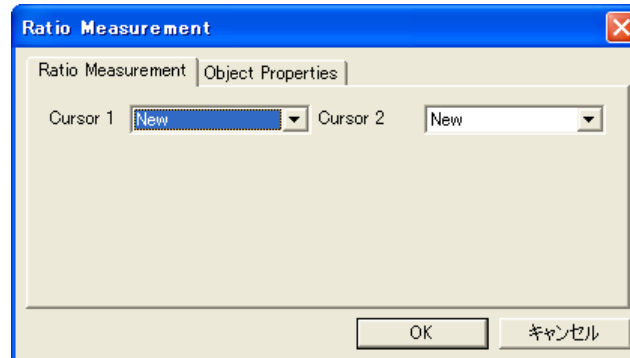 Ratio Measurement
Ratio Measurement Object Properties
Cursor 1 New Cursor 2 New
OK キャンセル